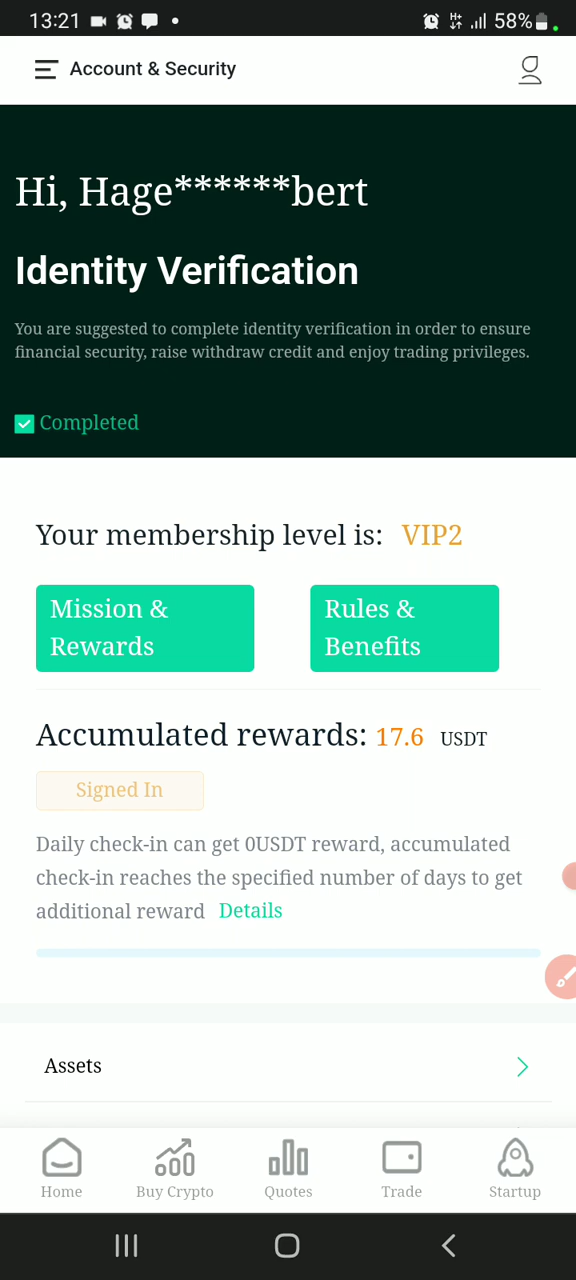 13:21
58%
Account & Security
Hi, Hage******bert
Identity Verification
You are suggested to complete identity verification in order to ensure
financial security, raise withdraw credit and enjoy trading privileges.
Completed
Your membership level is: VIP2
Mission &
Rewards
Rules &
Benefits
Accumulated rewards: 17.6 USDT
Signed In
Daily check-in can get 0USDT reward, accumulated
check-in reaches the specified number of days to get
additional reward Details
Assets
Home
Buy Crypto
Quotes
Trade
Startup